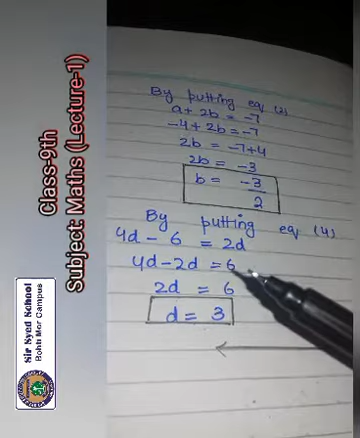 Class-9th
Subject: Maths (Lecture-1)
Sir Syed School
Rohh Mor Campus
By putting eq (2)
a + 2b = -7
-4 + 2b = -7
2b = -7+4
2b = -3
b = -3/2
By putting eq (4)
4d - 6 = 2d
4d - 2d = 6
2d = 6
d = 3